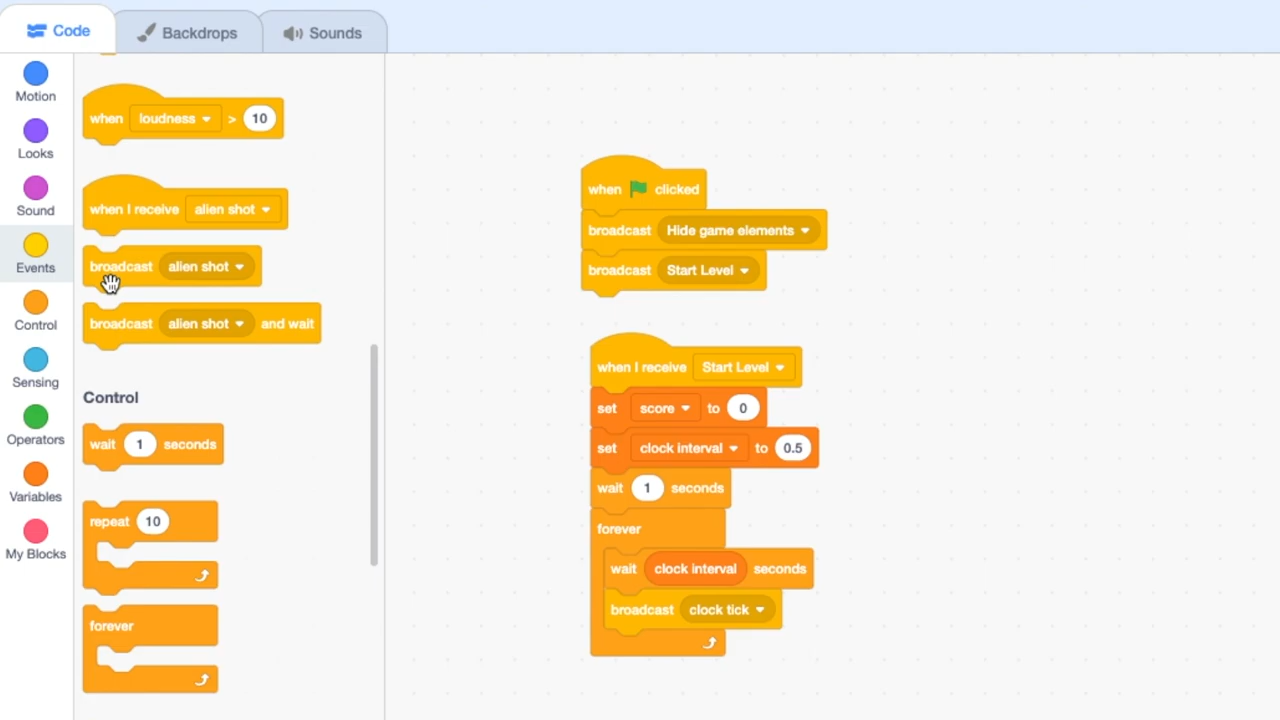 Code
Backdrops
Sounds
Motion
Looks
Sound
Events
Control
Sensing
Operators
Variables
My Blocks
when loudness > 10
when I receive alien shot
broadcast alien shot
broadcast alien shot and wait
Control
wait 1 seconds
repeat 10
forever
when clicked
broadcast Hide game elements
broadcast Start Level
when I receive Start Level
set score to 0
set clock interval to 0.5
wait 1 seconds
forever
wait clock interval seconds
broadcast clock tick